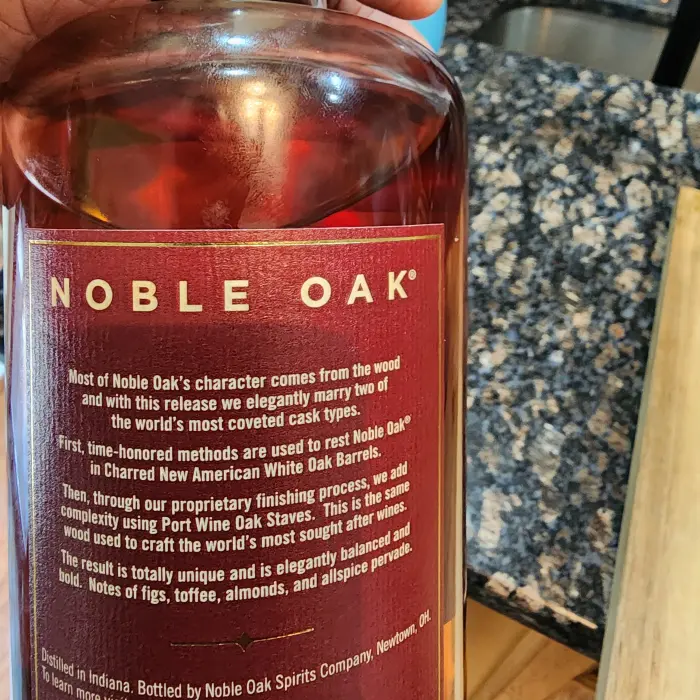 NOBLE OAK®
Most of Noble Oak's character comes from the wood
and with this release we elegantly marry two of
the world's most coveted cask types.
First, time-honored methods are used to rest Noble Oak®
in Charred New American White Oak Barrels.
Then, through our proprietary finishing process, we add
complexity using Port Wine Oak Staves. This is the same
wood used to craft the world's most sought after wines.
The result is totally unique and is elegantly balanced and
bold. Notes of figs, toffee, almonds, and allspice pervade.
Distilled in Indiana. Bottled by Noble Oak Spirits Company, Newtown, OH.
To learn more